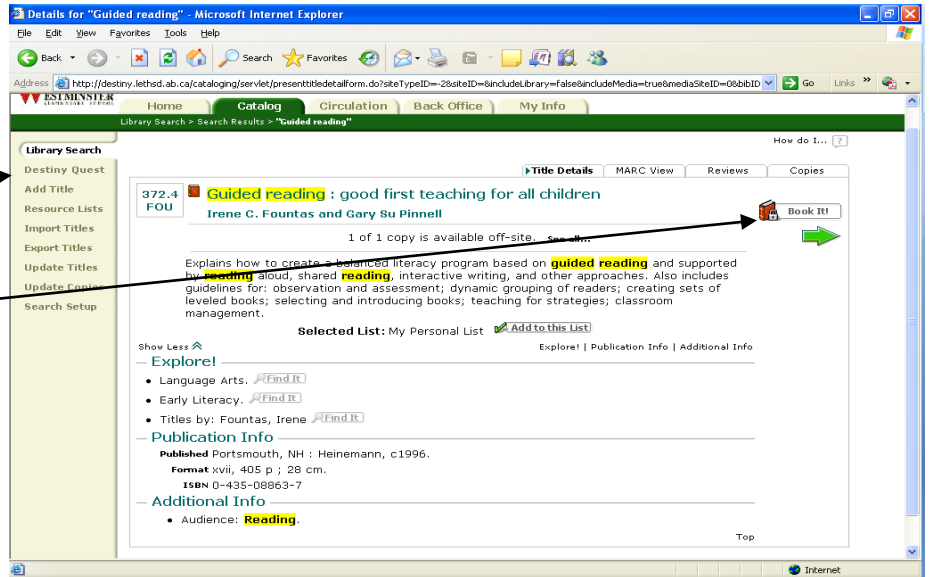 Details for "Guided reading" - Microsoft Internet Explorer
File Edit View Favorites Tools Help
Back Search Favorites
Address http://destiny.lethsd.ab.ca/cataloging/servlet/presenttitledetailform.do?siteTypeID=-2&siteID=&includeLibrary=false&includeMedia=true&mediaSiteID=0&bibID Go Links »
WESTMINSTER
Home Catalog Circulation Back Office My Info
Library Search > Search Results > "Guided reading"
How do I... ?
Library Search
Destiny Quest
Add Title
Resource Lists
Import Titles
Export Titles
Update Titles
Update Copies
Search Setup
Title Details MARC View Reviews Copies
372.4
FOU
Guided reading : good first teaching for all children
Irene C. Fountas and Gary Su Pinnell
Book It!
1 of 1 copy is available off-site. See all...
Explains how to create a balanced literacy program based on guided reading and supported
by reading aloud, shared reading, interactive writing, and other approaches. Also includes
guidelines for: observation and assessment; dynamic grouping of readers; creating sets of
leveled books; selecting and introducing books; teaching for strategies; classroom
management.
Selected List: My Personal List Add to this List
Show Less Explore! | Publication Info | Additional Info
Explore!
• Language Arts. Find It
• Early Literacy. Find It
• Titles by: Fountas, Irene Find It
Publication Info
Published Portsmouth, NH : Heinemann, c1996.
Format xvii, 405 p ; 28 cm.
ISBN 0-435-08863-7
Additional Info
• Audience: Reading.
Top
Internet